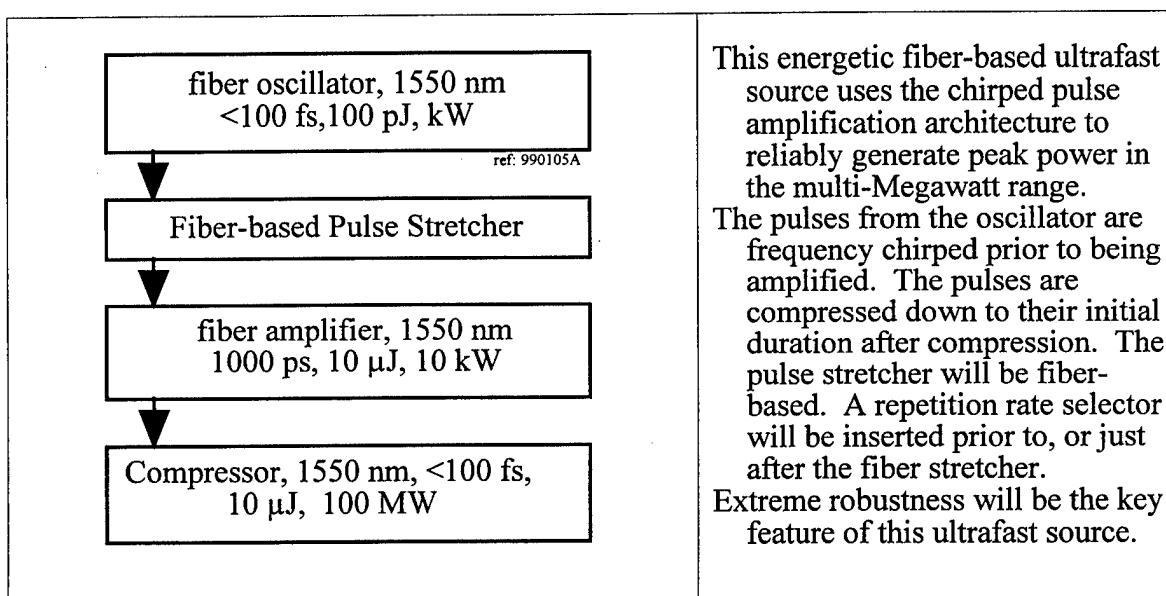 fiber oscillator, 1550 nm
<100 fs,100 pJ, kW
ref: 990105A
Fiber-based Pulse Stretcher
fiber amplifier, 1550 nm
1000 ps, 10 μJ, 10 kW
Compressor, 1550 nm, <100 fs,
10 μJ, 100 MW
This energetic fiber-based ultrafast
source uses the chirped pulse
amplification architecture to
reliably generate peak power in
the multi-Megawatt range.
The pulses from the oscillator are
frequency chirped prior to being
amplified. The pulses are
compressed down to their initial
duration after compression. The
pulse stretcher will be fiber-
based. A repetition rate selector
will be inserted prior to, or just
after the fiber stretcher.
Extreme robustness will be the key
feature of this ultrafast source.